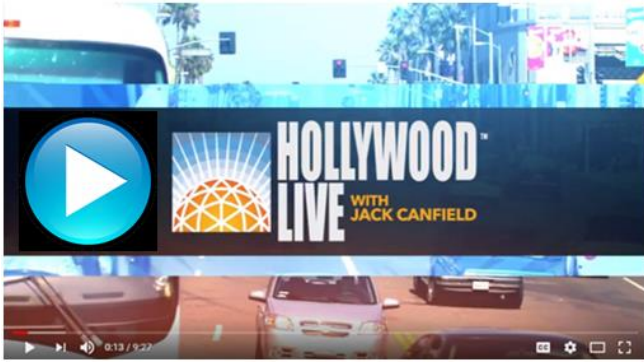 HOLLYWOOD™
LIVE
WITH
JACK CANFIELD
0:13 / 9:27
CC